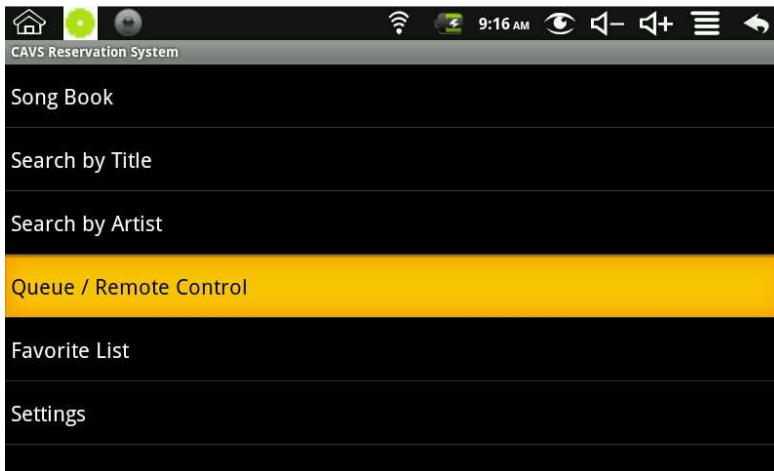 9:16 AM
CAVS Reservation System
Song Book
Search by Title
Search by Artist
Queue / Remote Control
Favorite List
Settings